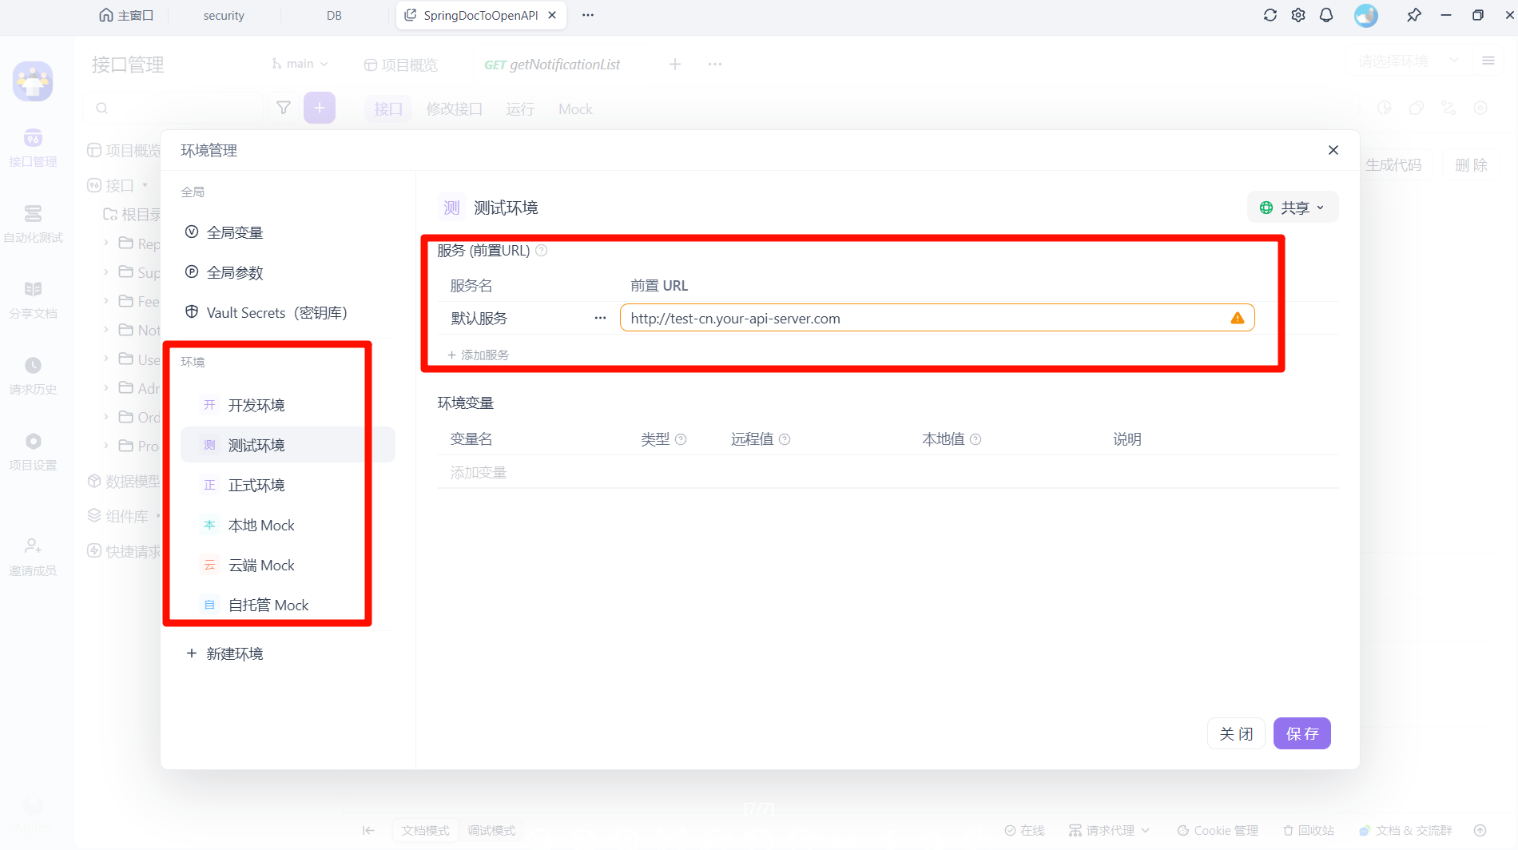 主窗口
security
DB
SpringDocToOpenAPI
接口管理
main
项目概览
GET getNotificationList
请选择环境
接口
修改接口
运行
Mock
接口管理
自动化测试
分享文档
请求历史
项目设置
邀请成员
项目概览
接口
根目录
Rep
Sup
Fee
Not
Use
Adr
Ord
Pro
数据模型
组件库
快捷请求
生成代码
删 除
环境管理
全局
全局变量
全局参数
Vault Secrets（密钥库）
环境
开 开发环境
测 测试环境
正 正式环境
本 本地 Mock
云 云端 Mock
自 自托管 Mock
+ 新建环境
测 测试环境
共享
服务 (前置URL)
服务名 前置 URL
默认服务 http://test-cn.your-api-server.com
+ 添加服务
环境变量
变量名 类型 远程值 本地值 说明
添加变量
关 闭
保 存
文档模式
调试模式
在线
请求代理
Cookie 管理
回收站
文档 & 交流群